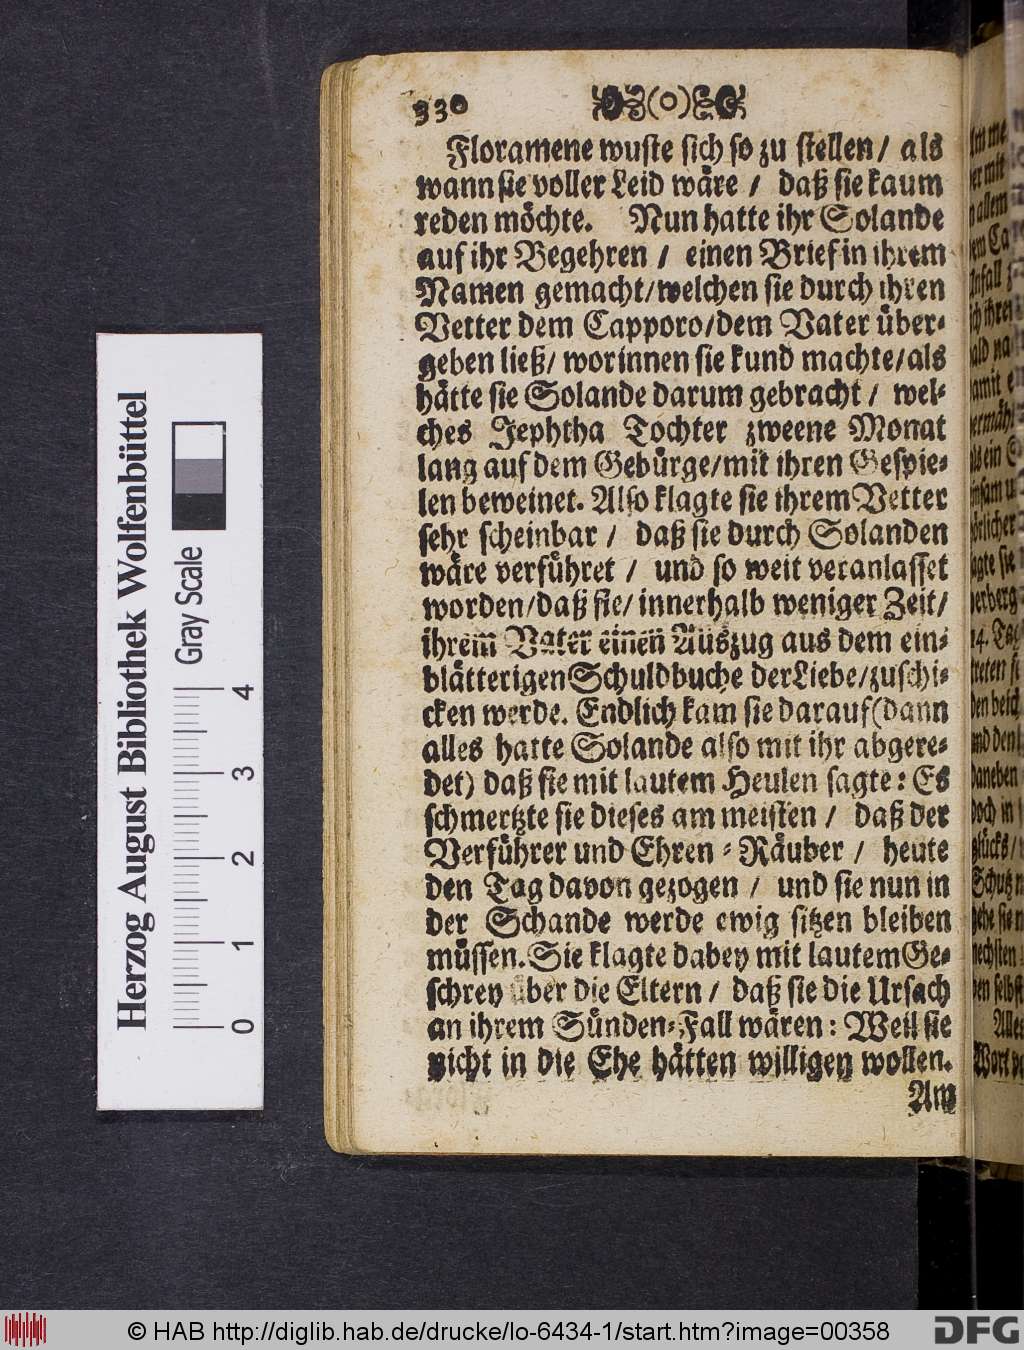 330 (o)
Floramene wuste sich so zu stellen / als
wann sie voller Leid wäre / daß sie kaum
reden möchte. Nun hatte ihr Solande
auf ihr Begehren / einen Brief in ihrem
Namen gemacht/welchen sie durch ihren
Vetter dem Capporo/dem Vater über-
geben ließ/ worinnen sie kund machte/als
hätte sie Solande darum gebracht / wel-
ches Jephtha Tochter zweene Monat
lang auf dem Gebürge/mit ihren Gespie-
len beweinet. Also klagte sie ihrem Vetter
sehr scheinbar / daß sie durch Solanden
wäre verführet / und so weit veranlasset
worden/daß sie/ innerhalb weniger Zeit/
ihrem Vater einen Auszug aus dem ein-
blätterigen Schuldbuche der Liebe/zuschi-
cken werde. Endlich kam sie darauf(dann
alles hatte Solande also mit ihr abgere-
det) daß sie mit lautem Heulen sagte: Es
schmertzte sie dieses am meisten / daß der
Verführer und Ehren-Räuber / heute
den Tag davon gezogen / und sie nun in
der Schande werde ewig sitzen bleiben
müssen. Sie klagte dabey mit lautem Ge-
schrey über die Eltern / daß sie die Ursach
an ihrem Sünden-Fall wären: Weil sie
nicht in die Ehe hätten willigen wollen.
Am
Herzog August Bibliothek Wolfenbüttel
Gray Scale
0 1 2 3 4
© HAB http://diglib.hab.de/drucke/lo-6434-1/start.htm?image=00358
DFG